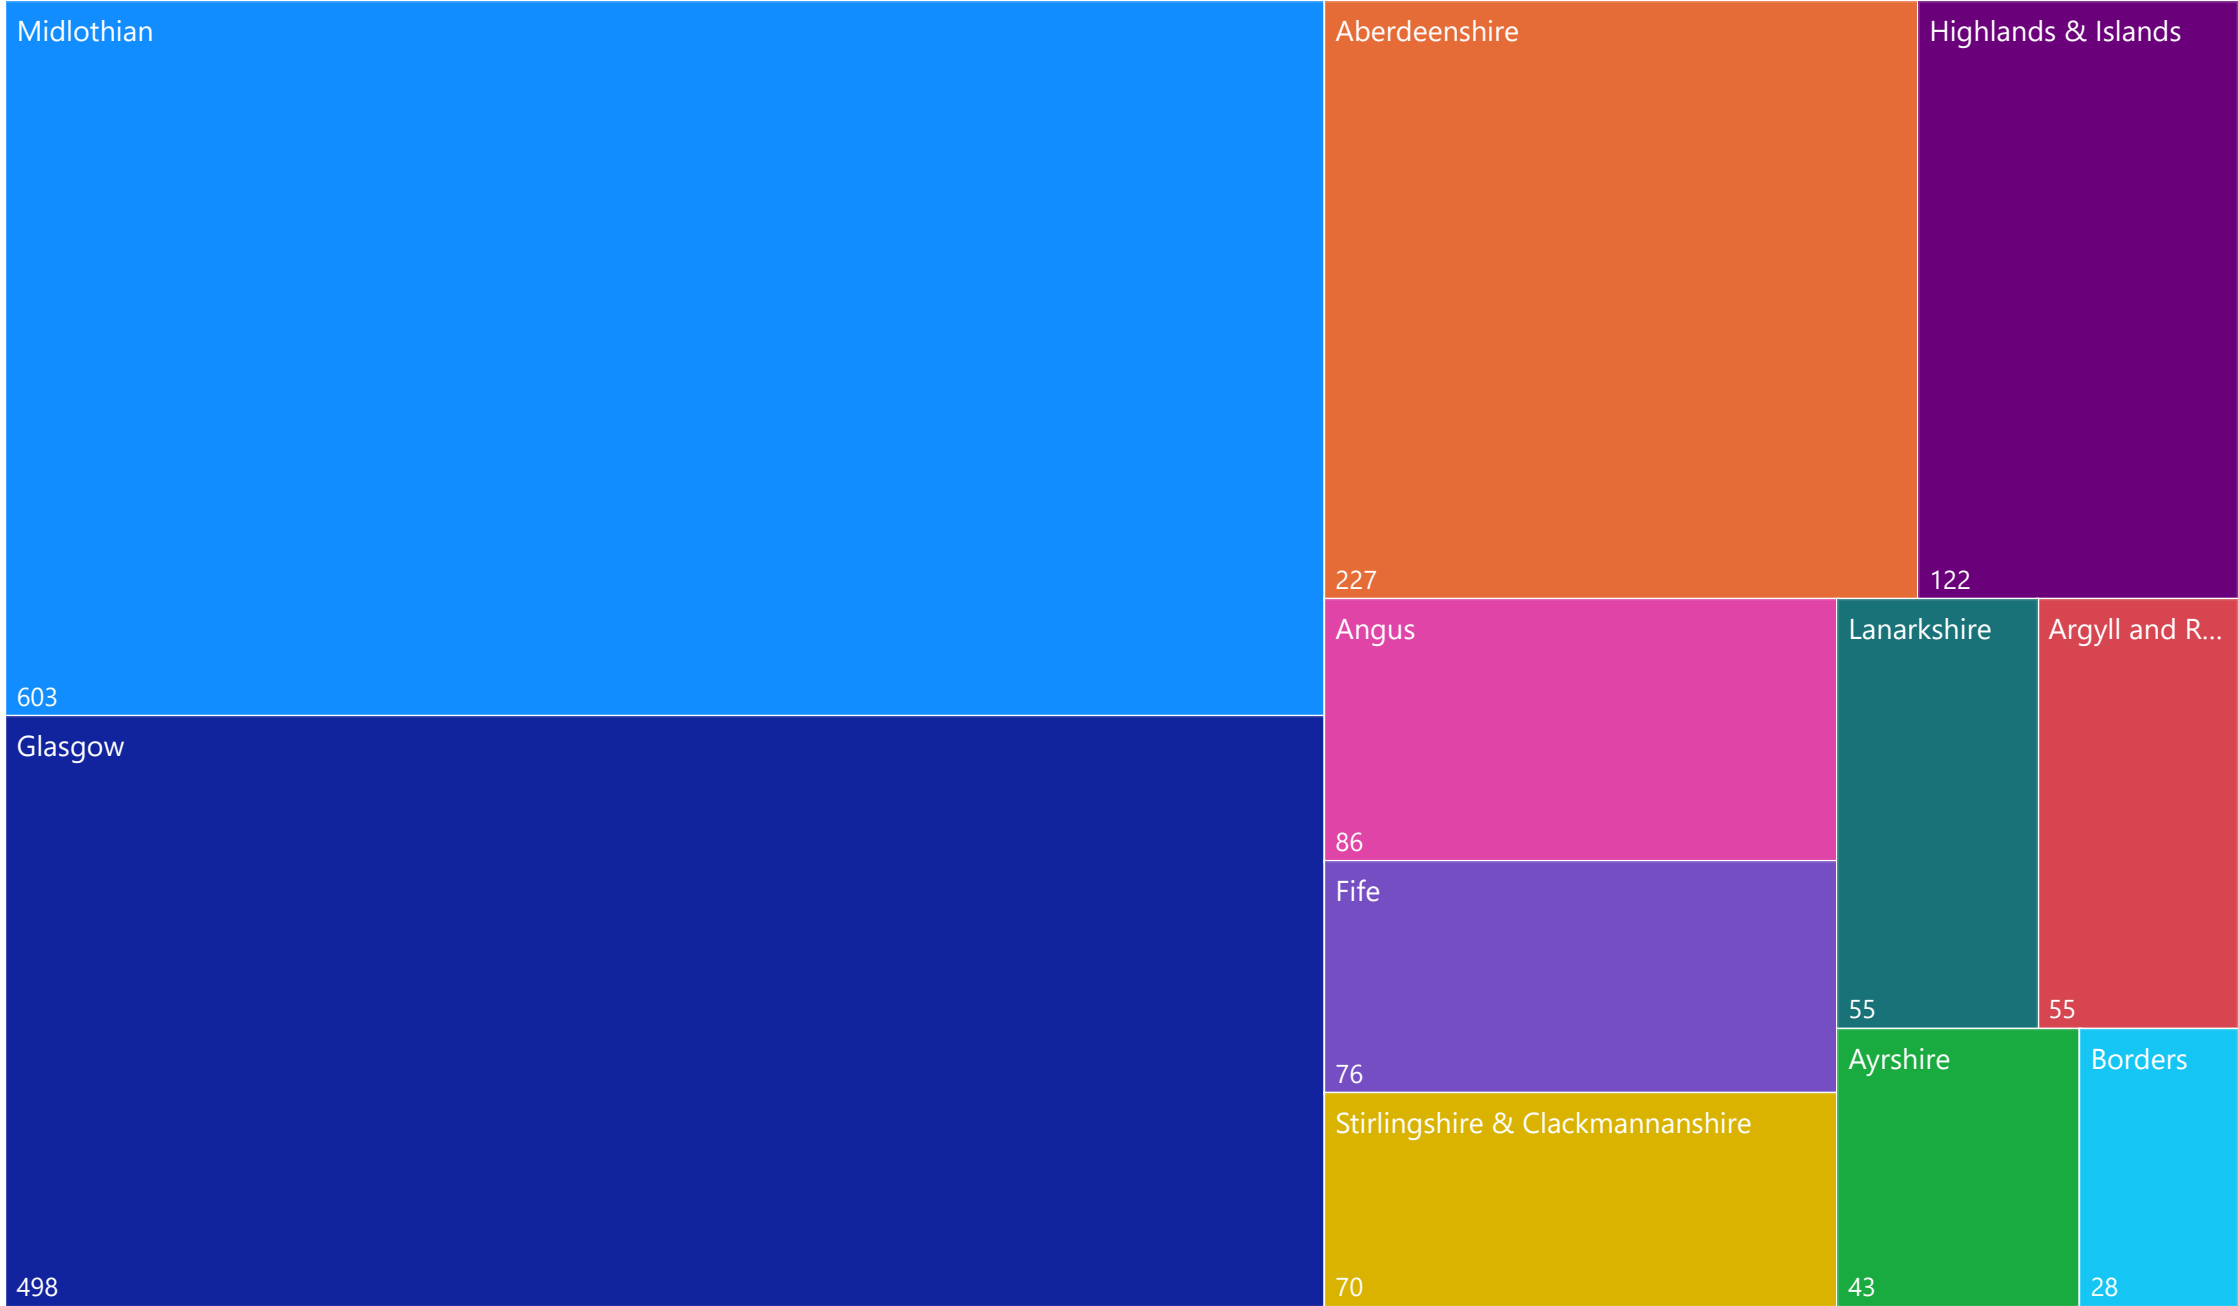 Midlothian
603
Glasgow
498
Aberdeenshire
227
Highlands & Islands
122
Angus
86
Fife
76
Stirlingshire & Clackmannanshire
70
Lanarkshire
55
Argyll and R...
55
Ayrshire
43
Borders
28